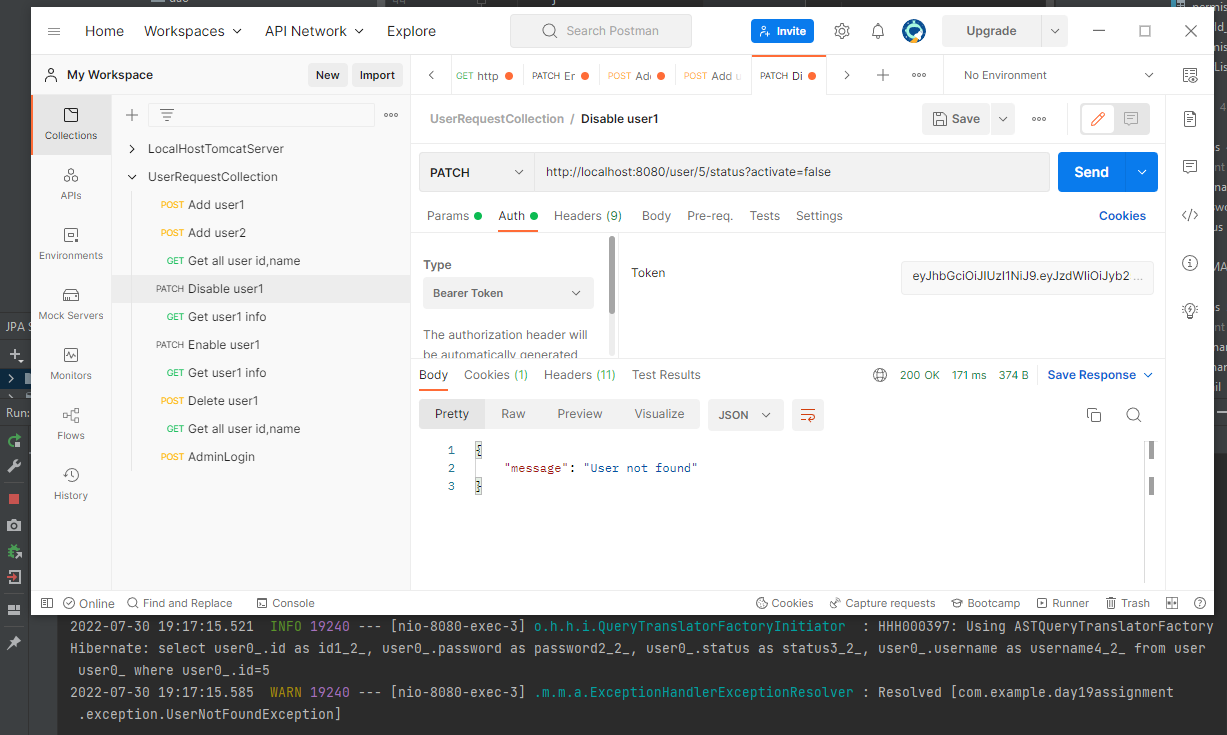 Home Workspaces API Network Explore Search Postman Invite Upgrade
My Workspace New Import GET http PATCH Er POST Add POST Add u PATCH Di No Environment
Collections
APIs
Environments
Mock Servers
Monitors
Flows
History
LocalHostTomcatServer
UserRequestCollection
POST Add user1
POST Add user2
GET Get all user id,name
PATCH Disable user1
GET Get user1 info
PATCH Enable user1
GET Get user1 info
POST Delete user1
GET Get all user id,name
POST AdminLogin
UserRequestCollection / Disable user1 Save
PATCH http://localhost:8080/user/5/status?activate=false Send
Params Auth Headers (9) Body Pre-req. Tests Settings Cookies
Type
Bearer Token
The authorization header will
be automatically generated
Token eyJhbGciOiJIUzI1NiJ9.eyJzdWIiOiJyb2 ...
Body Cookies (1) Headers (11) Test Results 200 OK 171 ms 374 B Save Response
Pretty Raw Preview Visualize JSON
1 {
2 "message": "User not found"
3 }
Online Find and Replace Console Cookies Capture requests Bootcamp Runner Trash
JPA S
Run:
2022-07-30 19:17:15.521 INFO 19240 --- [nio-8080-exec-3] o.h.h.i.QueryTranslatorFactoryInitiator : HHH000397: Using ASTQueryTranslatorFactory
Hibernate: select user0_.id as id1_2_, user0_.password as password2_2_, user0_.status as status3_2_, user0_.username as username4_2_ from user
user0_ where user0_.id=5
2022-07-30 19:17:15.585 WARN 19240 --- [nio-8080-exec-3] .m.m.a.ExceptionHandlerExceptionResolver : Resolved [com.example.day19assignment
.exception.UserNotFoundException]